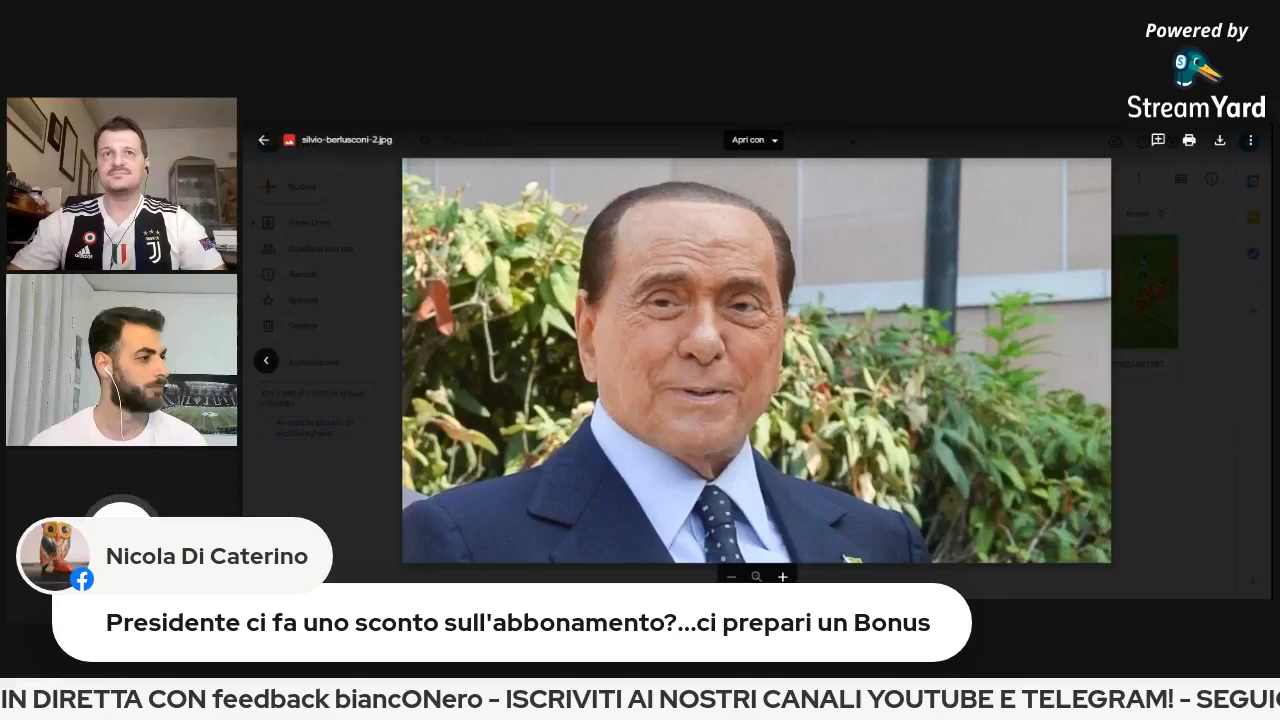 Powered by
StreamYard
silvio-berlusconi-2.jpg
Apri con
Nuovo
Nicola Di Caterino
Presidente ci fa uno sconto sull'abbonamento?...ci prepari un Bonus
IN DIRETTA CON feedback biancONero - ISCRIVITI AI NOSTRI CANALI YOUTUBE E TELEGRAM! - SEGUI